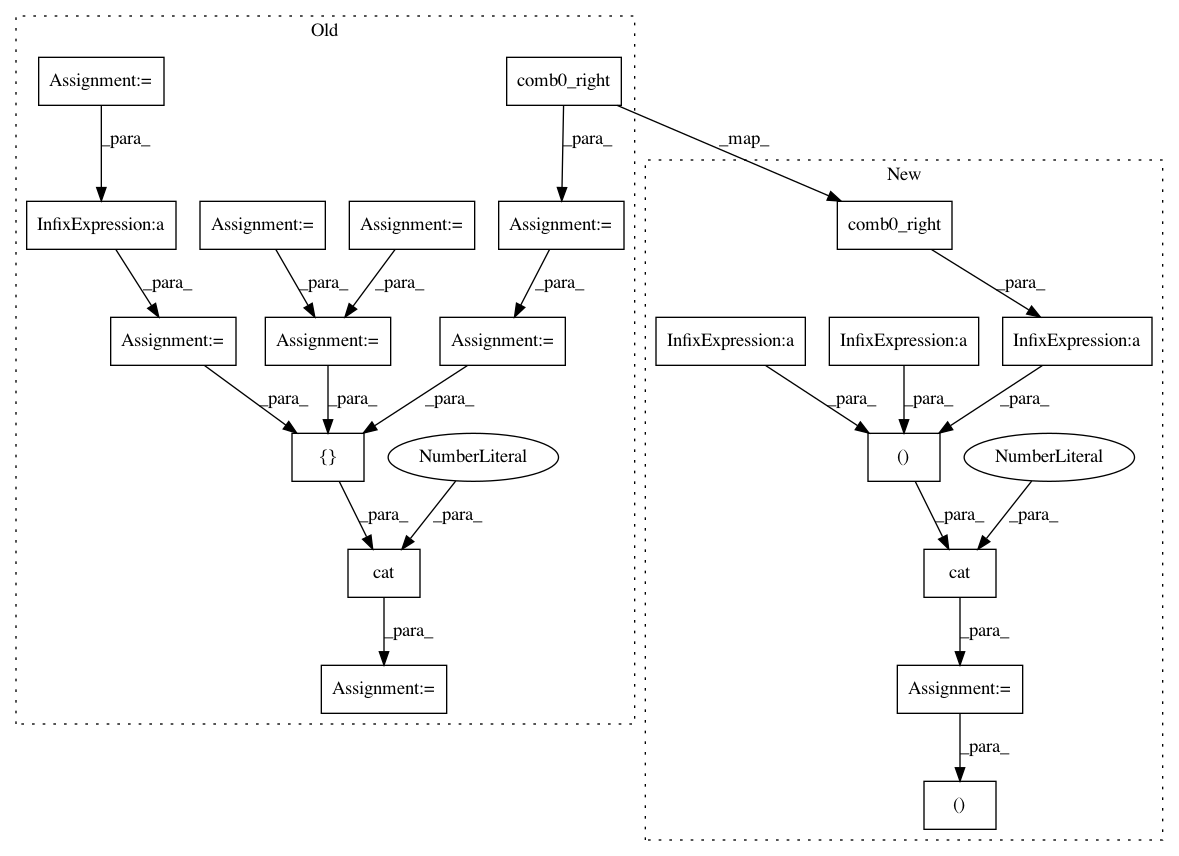 Old
Assignment:=
comb0_right
_para_
_para_
_map_
New
InfixExpression:a
Assignment:=
Assignment:=
Assignment:=
comb0_right
_para_
_para_
_para_
_para_
_para_
Assignment:=
Assignment:=
Assignment:=
InfixExpression:a
InfixExpression:a
InfixExpression:a
_para_
_para_
_para_
_para_
_para_
_para_
{}
NumberLiteral
()
NumberLiteral
_para_
_para_
_para_
_para_
cat
cat
_para_
_para_
Assignment:=
Assignment:=
_para_
()